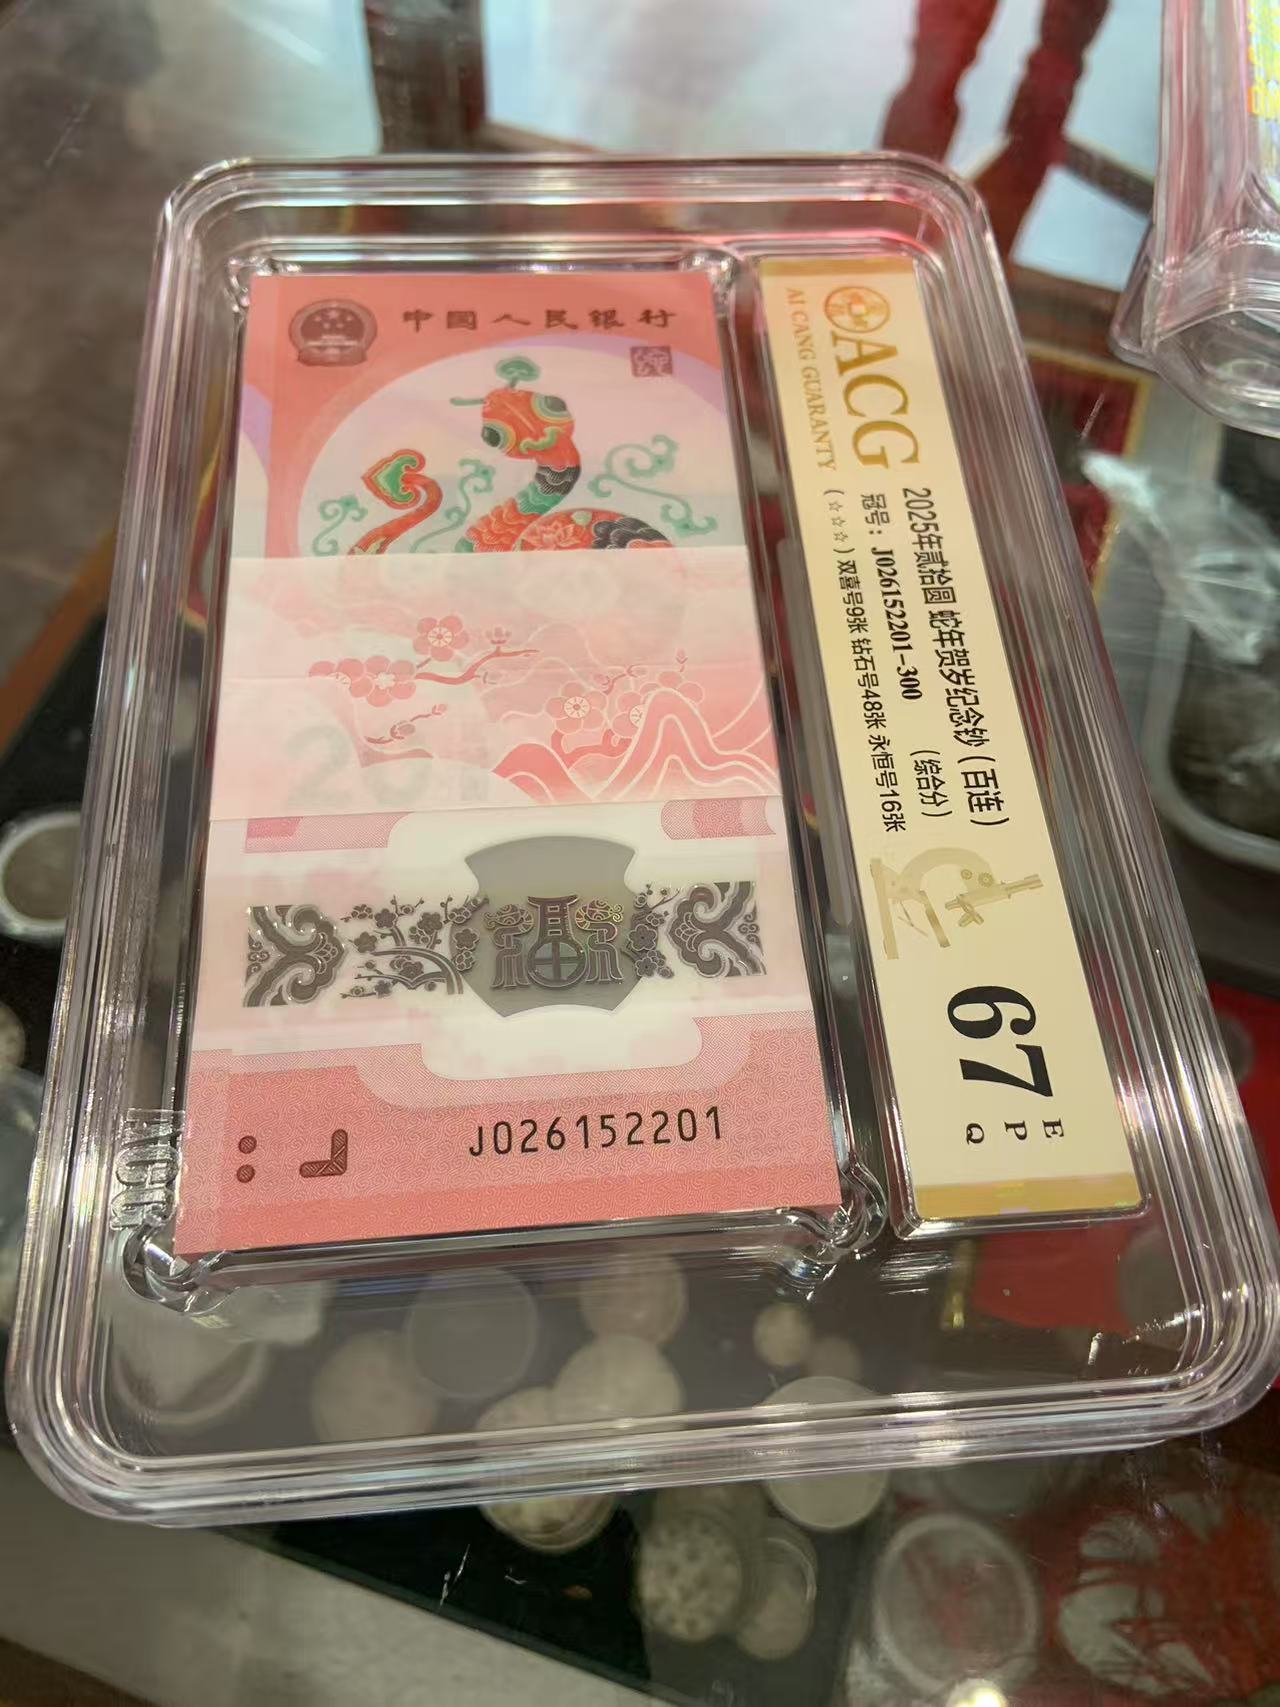 中国人民银行
J026152201
ACG
AI CANG GUARANTY
2025年贰拾圆 蛇年贺岁纪念钞（百连）
冠号：J026152201-300 （综合分）
（☆☆☆）双喜号9张 钻石号48张 永恒号16张
67
E
P
Q
ACG